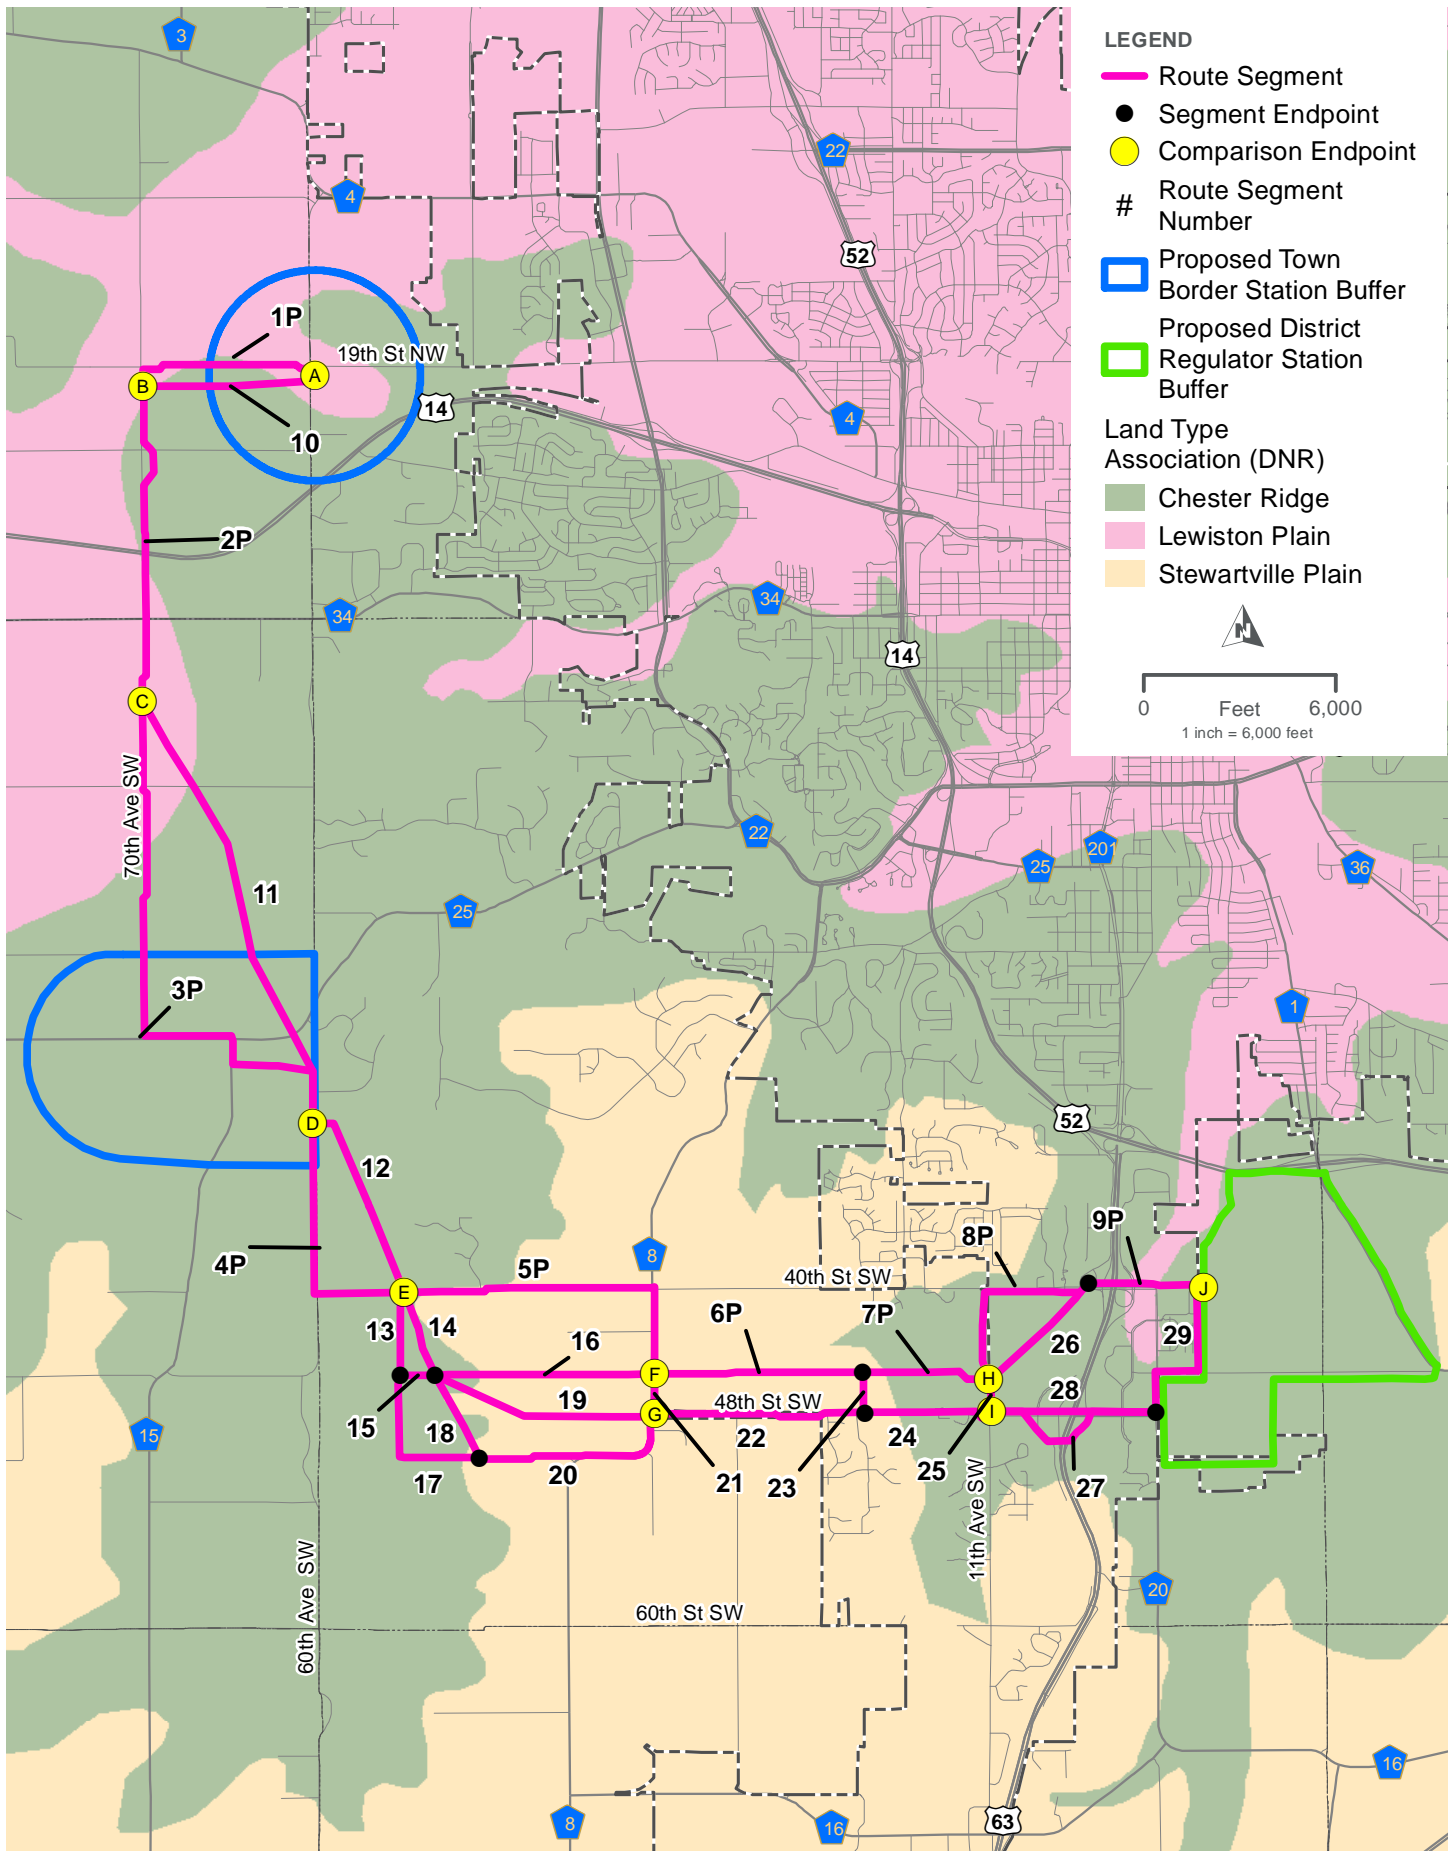 LEGEND
Route Segment
Segment Endpoint
Comparison Endpoint
#
Route Segment
Number
Proposed Town
Border Station Buffer
Proposed District
Regulator Station
Buffer
Land Type
Association (DNR)
Chester Ridge
Lewiston Plain
Stewartville Plain
N
0
Feet
6,000
1 inch = 6,000 feet
3
22
4
52
1P
19th St NW
A
B
14
10
4
2P
34
34
14
C
70th Ave SW
22
25
201
36
11
25
3P
1
D
52
12
9P
8P
4P
8
5P
40th St SW
E
J
13
14
6P
7P
16
26
29
F
H
28
48th St SW
15
19
G
I
15
18
22
24
17
20
21
23
25
27
11th Ave SW
20
60th Ave SW
60th St SW
16
8
16
63